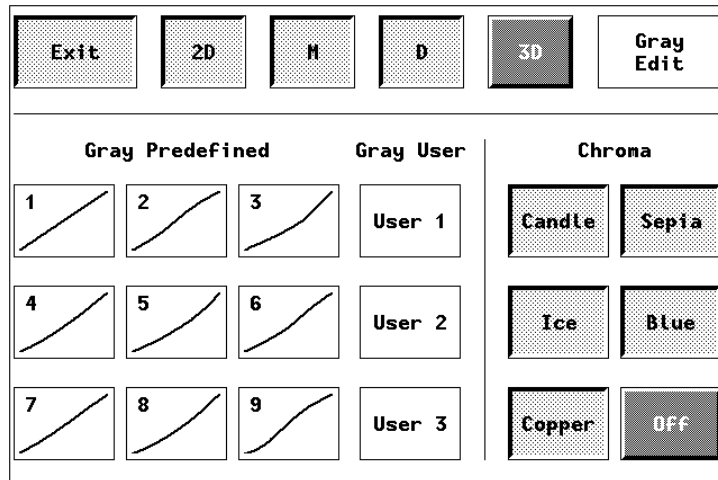 Exit 2D M D 3D Gray
Edit
Gray Predefined Gray User Chroma
1 2 3 User 1 Candle Sepia
4 5 6 User 2 Ice Blue
7 8 9 User 3 Copper Off